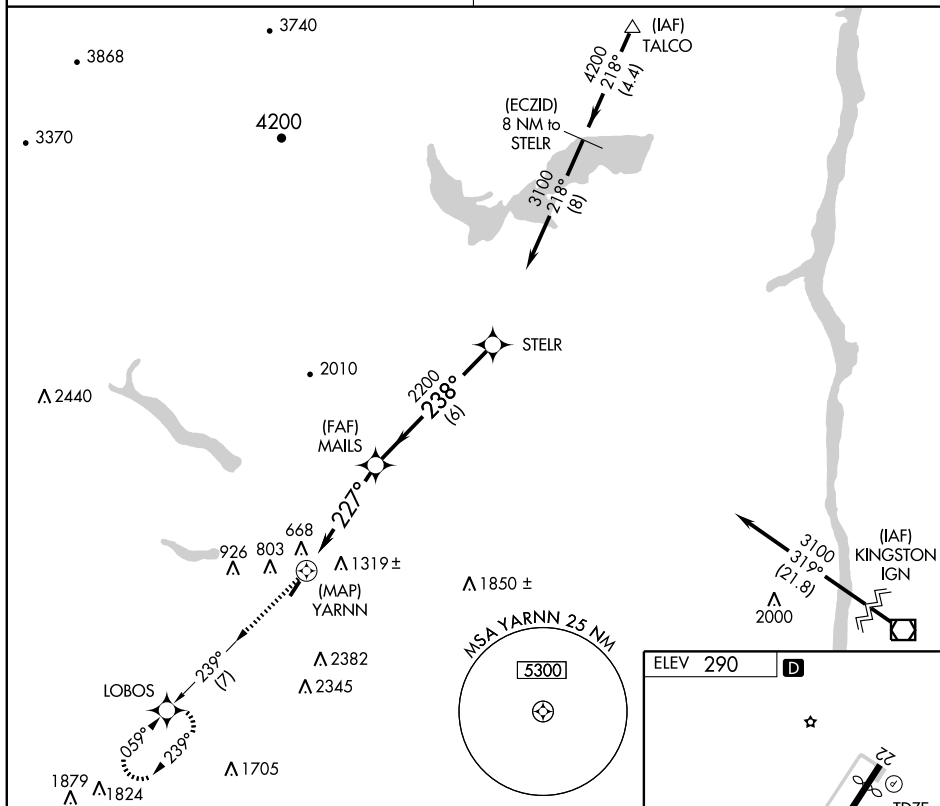 3740
3868
3370
4200
(IAF)
TALCO
4200
218°
(4.4)
(ECZID)
8 NM to
STELR
3100
218°
(8)
STELR
2010
2440
2200
238°
(6)
(FAF)
MAILS
227°
668
926
803
1319 ±
(MAP)
YARNN
1850 ±
3100
319°
(21.8)
(IAF)
KINGSTON
IGN
2000
239°
(7)
2382
2345
LOBOS
059°
239°
1705
1879
1824
MSA YARNN 25 NM
5300
ELEV 290
D
22
P